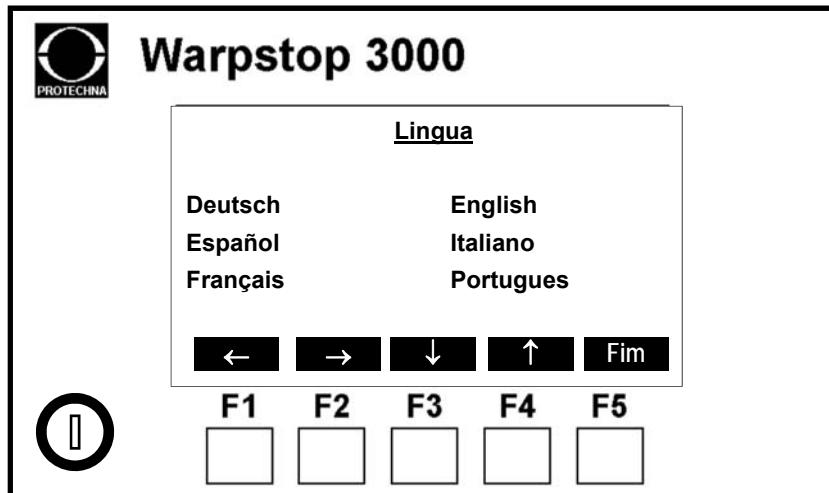 PROTECHNA
Warpstop 3000
Lingua
Deutsch English
Español Italiano
Français Portugues
← → ↓ ↑ Fim
F1 F2 F3 F4 F5